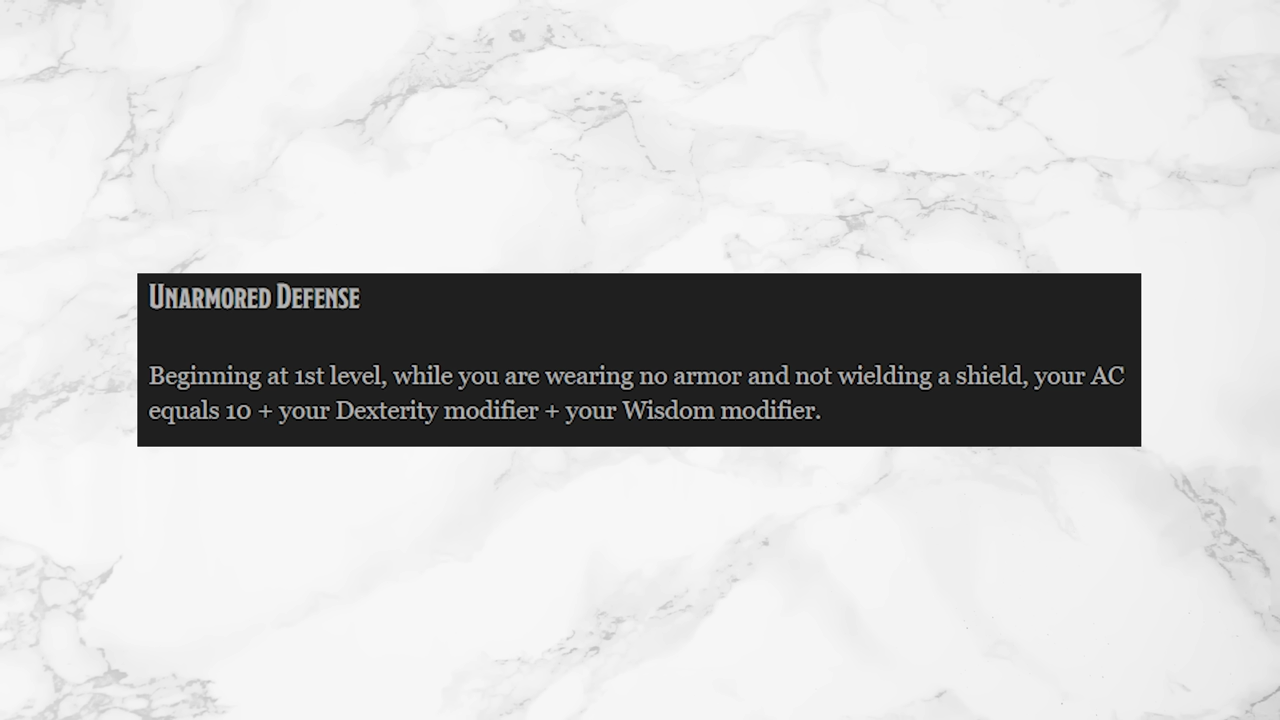 Unarmored Defense
Beginning at 1st level, while you are wearing no armor and not wielding a shield, your AC
equals 10 + your Dexterity modifier + your Wisdom modifier.